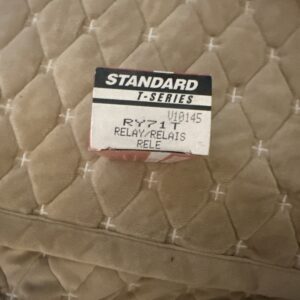 STANDARD
T-SERIES
V10145
RY71T
RELAY/RELAIS
RELE